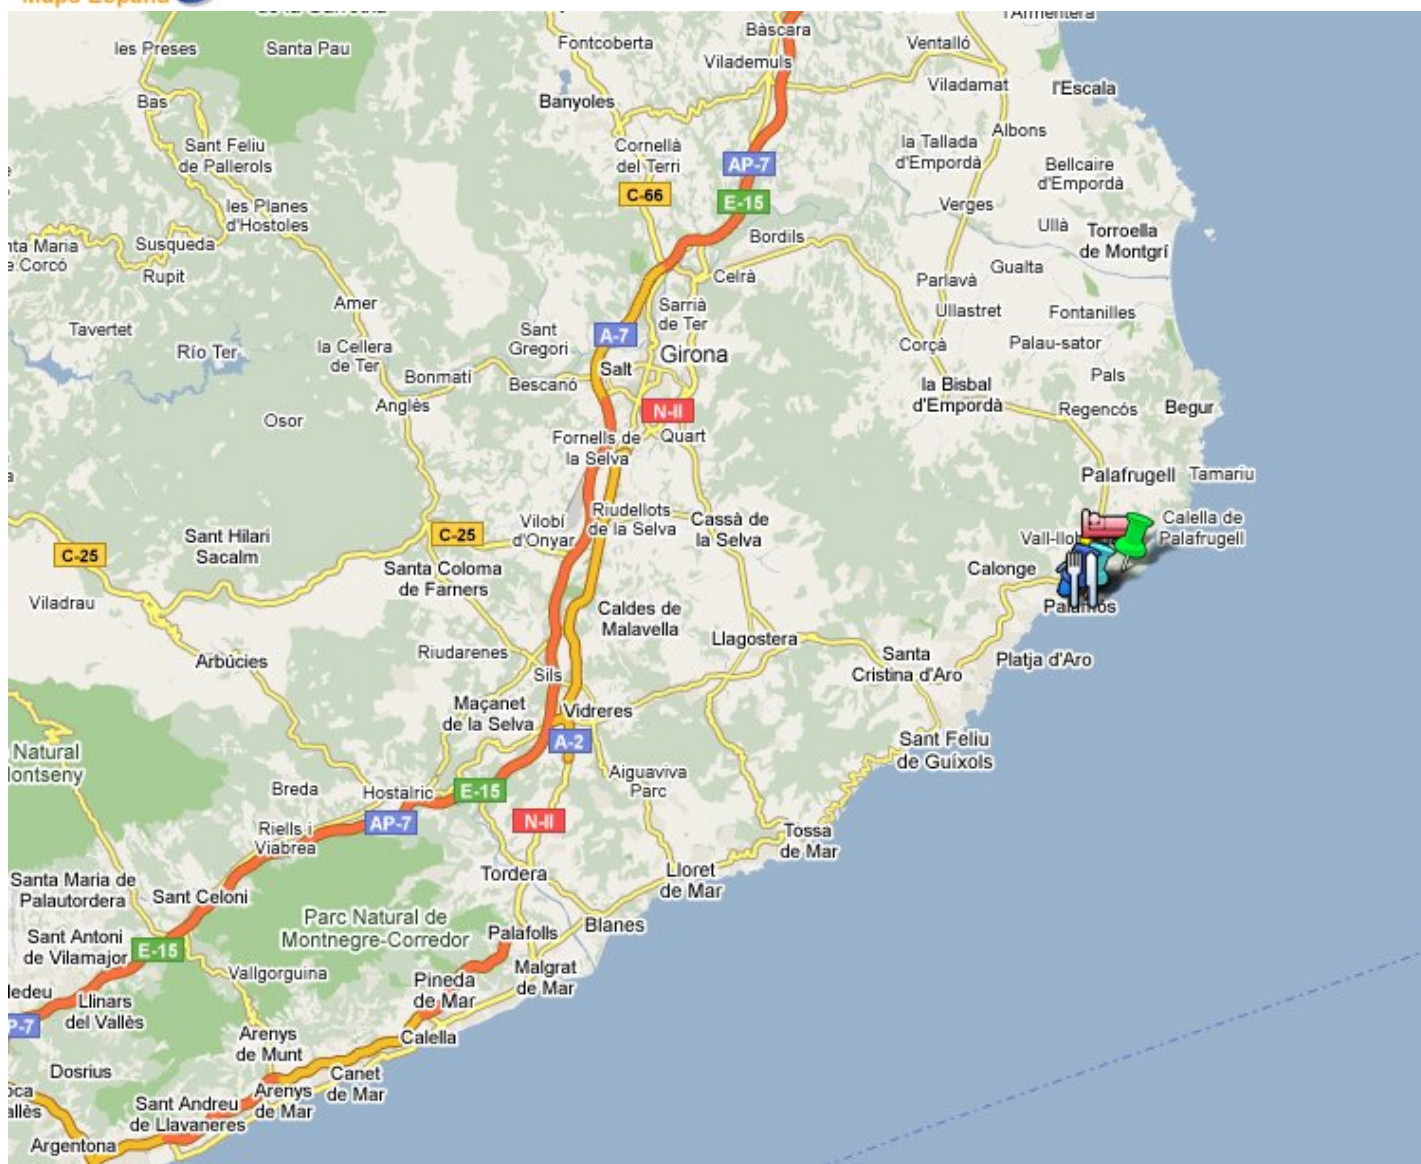 Maps España
l'Armentera
Bàscara
les Preses
Santa Pau
Fontcoberta
Ventalló
Vilademuls
Viladamat
l'Escala
Bas
Banyoles
Albons
Sant Feliu
de Pallerols
Cornellà
del Terri
la Tallada
d'Empordà
AP-7
Bellcaire
d'Empordà
C-66
E-15
les Planes
d'Hostoles
Verges
Ullà
Torroella
de Montgrí
Bordils
Susqueda
Rupit
Gualta
Celrà
Parlavà
Amer
Sarrià
de Ter
Ullastret
Fontanilles
Tavertet
Sant
Gregori
A-7
Río Ter
la Cellera
de Ter
Girona
Corçà
Palau-sator
Salt
Bonmatí
Bescanó
Pals
la Bisbal
d'Empordà
Anglès
N-II
Regencós
Begur
Osor
Fornells de
la Selva
Quart
Palafrugell
Tamariu
Riudellots
de la Selva
Vilobí
d'Onyar
Cassà de
la Selva
Calella de
Palafrugell
C-25
Sant Hilari
Sacalm
C-25
Santa Coloma
de Farners
Calonge
Viladrau
Caldes de
Malavella
Palamós
Llagostera
Riudarenes
Arbúcies
Santa
Cristina d'Aro
Platja d'Aro
Sils
Maçanet
de la Selva
Vidreres
A-2
Sant Feliu
de Guíxols
Natural
Aiguaviva
Parc
Breda
Hostalric
E-15
AP-7
N-II
Riells i
Viabrea
Tossa
de Mar
Tordera
Lloret
de Mar
Santa Maria de
Palautordera
Sant Celoni
Parc Natural de
Montnegre-Corredor
Blanes
Palafolls
Sant Antoni
de Vilamajor
E-15
Vallgorguina
Malgrat
de Mar
Pineda
de Mar
Llinars
del Vallès
Arenys
de Munt
Calella
Dosrius
Canet
de Mar
Arenys
de Mar
Sant Andreu
de Llavaneres
Argentona